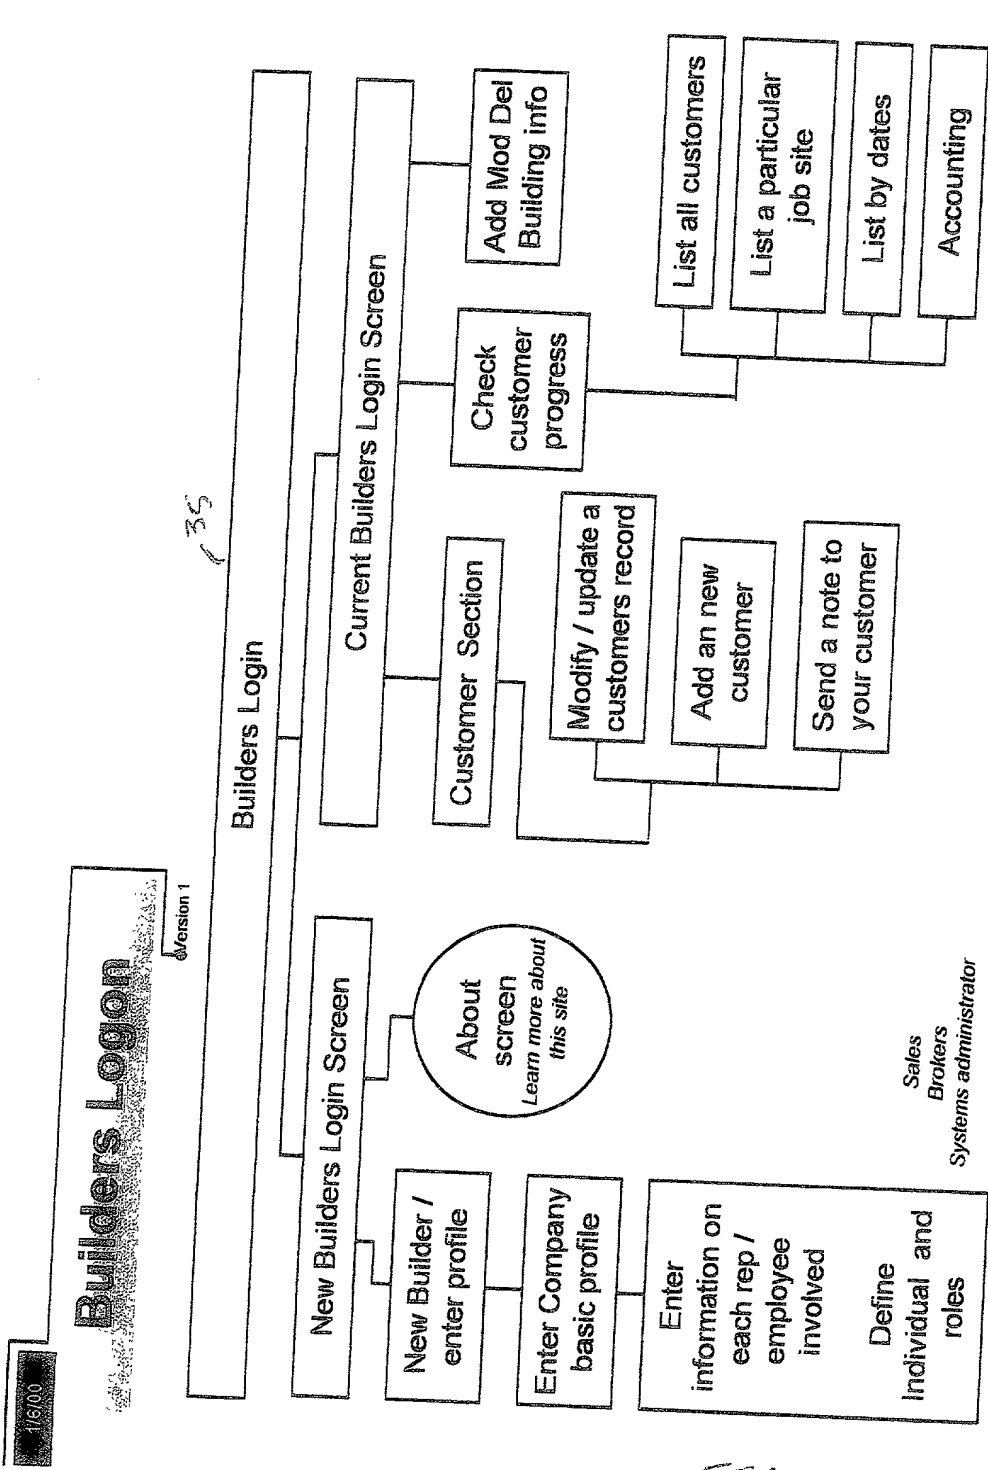 1/6/00
Builders Logon
Version 1
135
Builders Login
New Builders Login Screen
Current Builders Login Screen
New Builder /
enter profile
About
screen
Learn more about
this site
Customer Section
Check
customer
progress
Add Mod Del
Building info
Enter Company
basic profile
Modify / update a
customers record
Add an new
customer
Send a note to
your customer
List all customers
List a particular
job site
List by dates
Accounting
Enter
information on
each rep /
employee
involved
Define
Individual and
roles
Sales
Brokers
Systems administrator